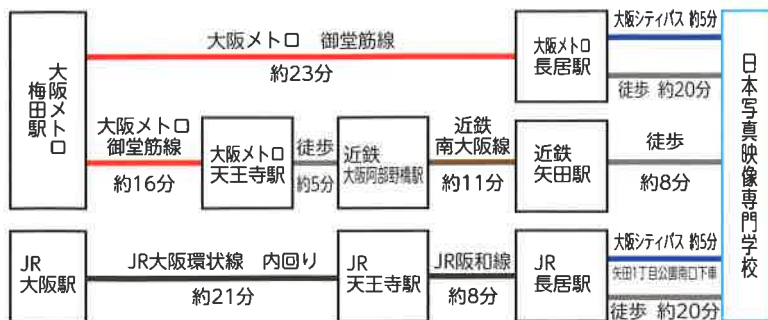 大阪メトロ
梅田駅
大阪メトロ 御堂筋線
約23分
大阪メトロ
長居駅
大阪シティバス 約5分
徒歩 約20分
大阪メトロ
御堂筋線
約16分
大阪メトロ
天王寺駅
徒歩
約5分
近鉄
大阪阿部野橋駅
近鉄
南大阪線
約11分
近鉄
矢田駅
徒歩
約8分
JR
大阪駅
JR大阪環状線 内回り
約21分
JR
天王寺駅
JR阪和線
約8分
JR
長居駅
大阪シティバス 約5分
矢田1丁目公園南口下車
徒歩 約20分
日本写真映像専門学校